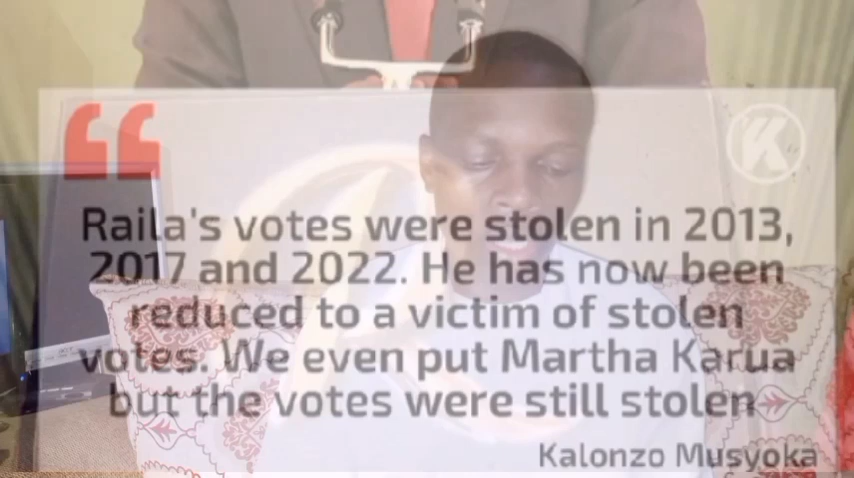 Raila's votes were stolen in 2013,
2017 and 2022. He has now been
reduced to a victim of stolen
votes. We even put Martha Karua
but the votes were still stolen
Kalonzo Musyoka
K